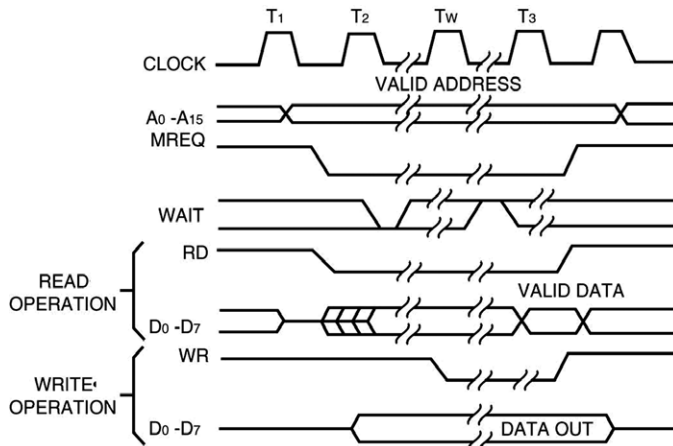 T1 T2 TW T3
CLOCK
VALID ADDRESS
A0 -A15
MREQ
WAIT
RD
READ
OPERATION
VALID DATA
D0 -D7
WR
WRITE
OPERATION
D0 -D7
DATA OUT